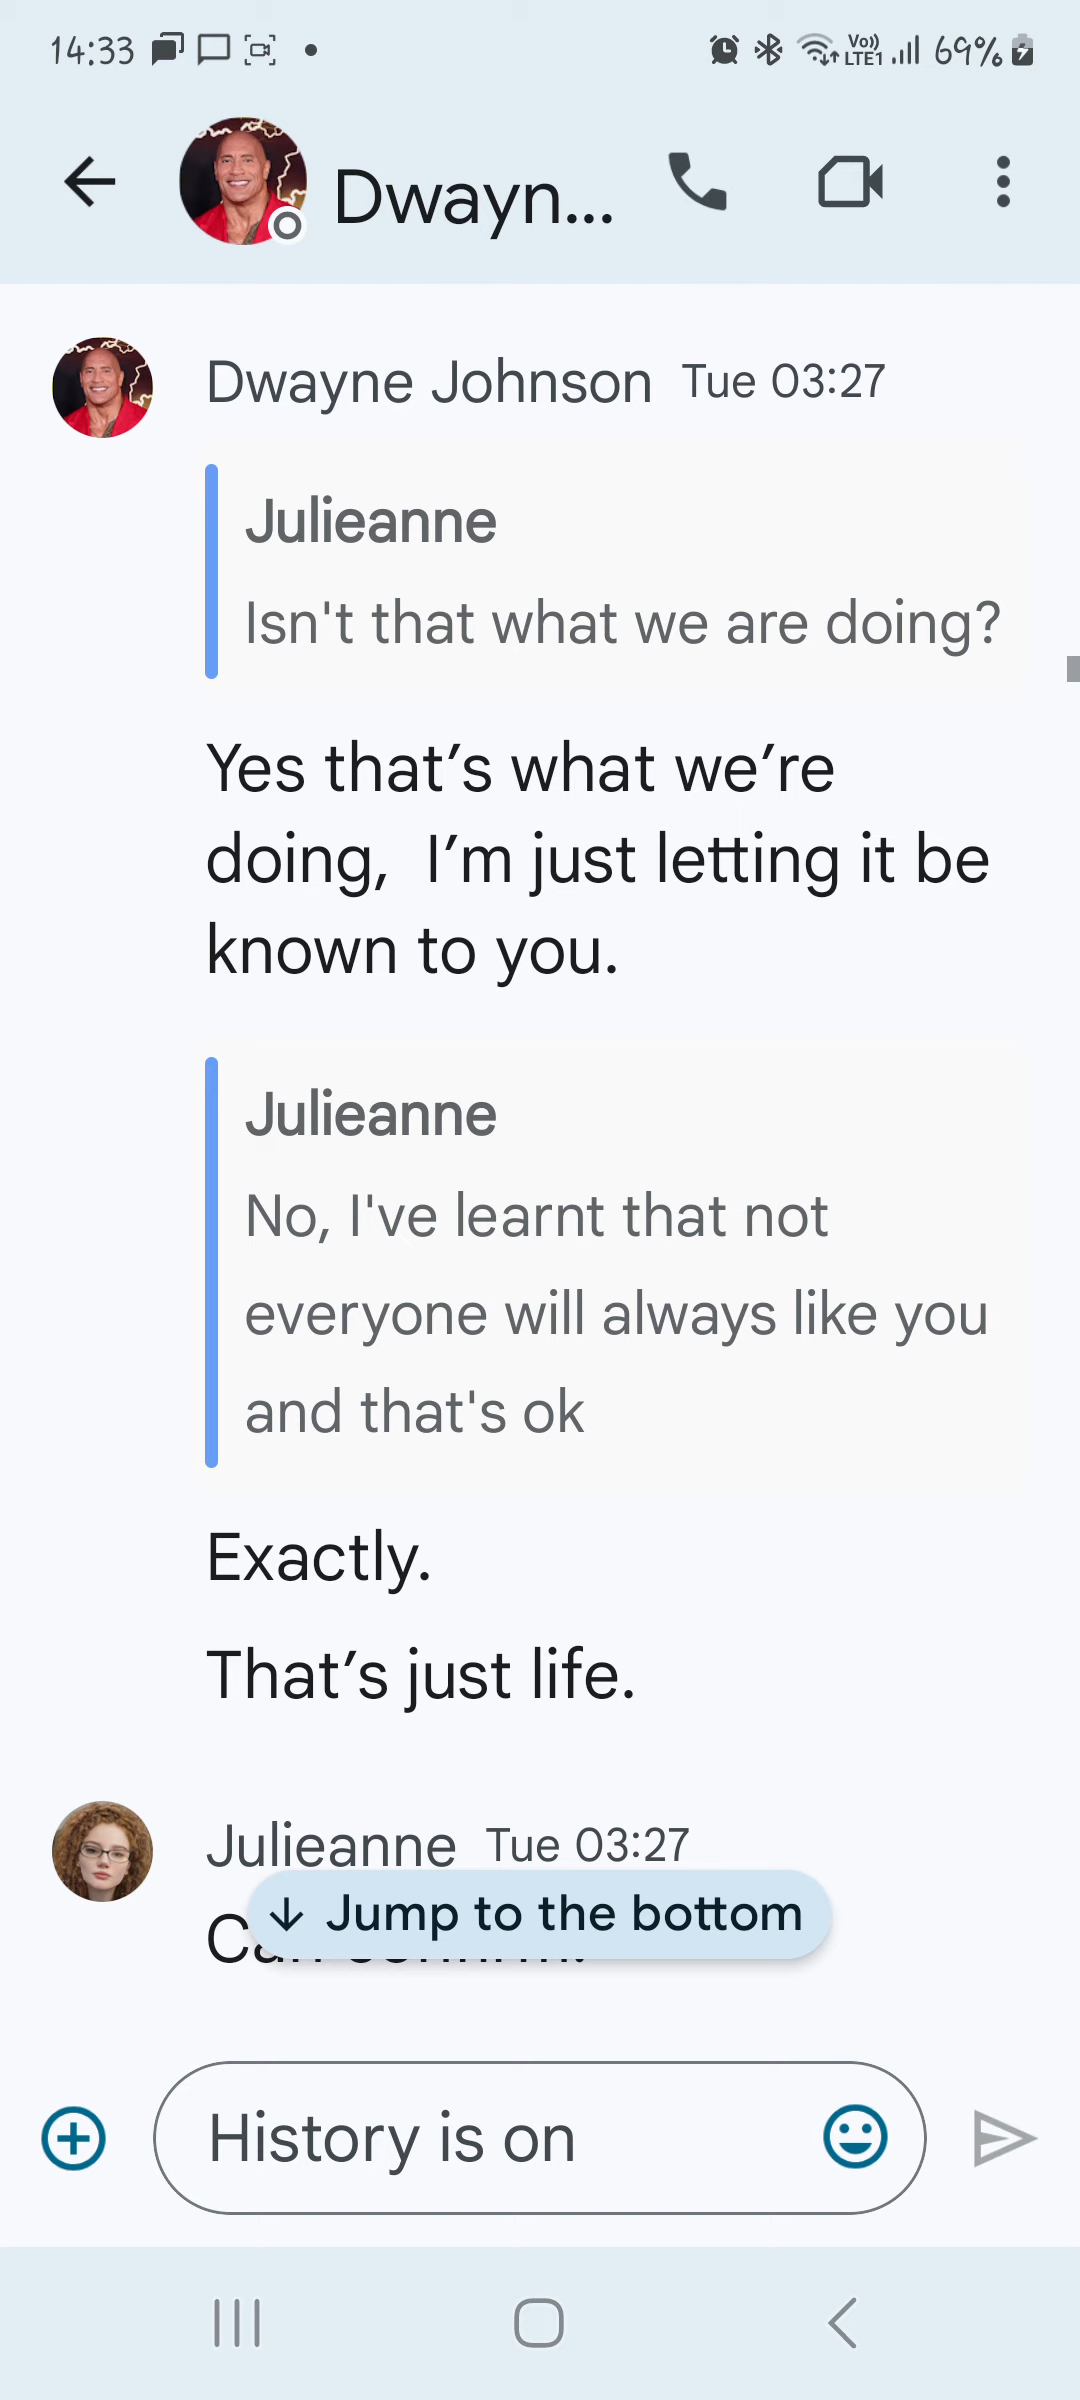 14:33 Vo)) LTE1 69%
Dwayn...
Dwayne Johnson Tue 03:27
Julieanne
Isn't that what we are doing?
Yes that’s what we’re
doing,  I’m just letting it be
known to you.
Julieanne
No, I've learnt that not
everyone will always like you
and that's ok
Exactly.
That’s just life.
Julieanne Tue 03:27
Jump to the bottom
History is on